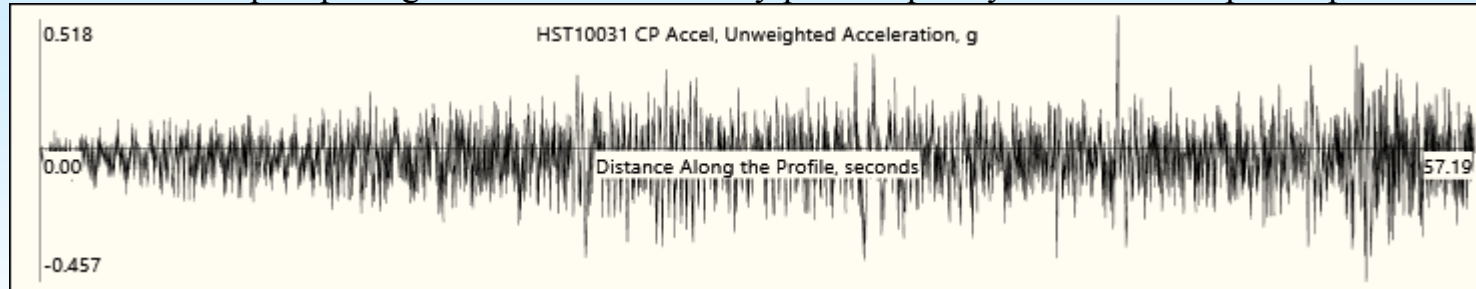 0.518
HST10031 CP Accel, Unweighted Acceleration, g
0.00
Distance Along the Profile, seconds
57.19
-0.457